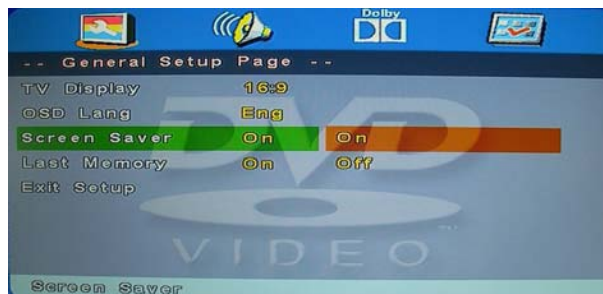 Dolby
-- General Setup Page --
TV Display 16:9
OSD Lang Eng
Screen Saver On On
Last Memory On Off
Exit Setup
DVD
VIDEO
Screen Saver